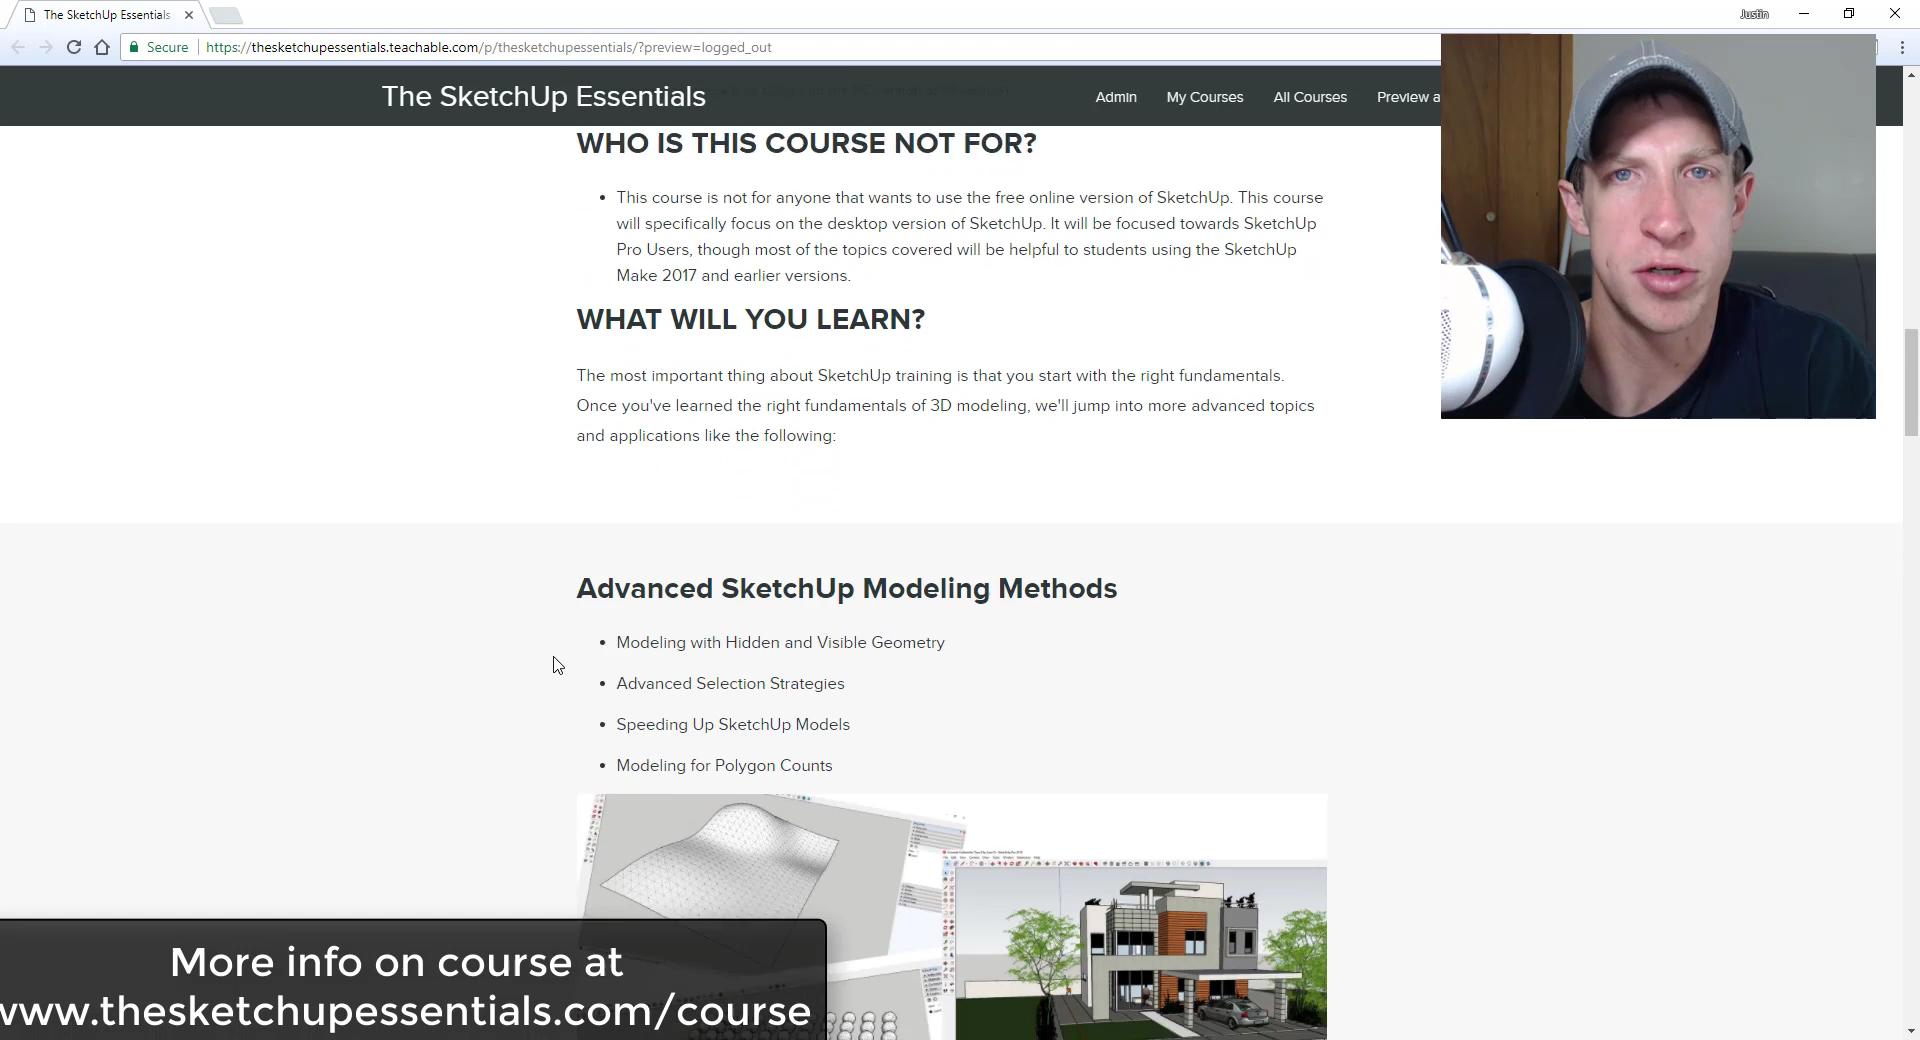 The SketchUp Essentials
Justin
Secure
https://thesketchupessentials.teachable.com/p/thesketchupessentials/?preview=logged_out
The SketchUp Essentials
Admin
My Courses
All Courses
Preview a
WHO IS THIS COURSE NOT FOR?
• This course is not for anyone that wants to use the free online version of SketchUp. This course
will specifically focus on the desktop version of SketchUp. It will be focused towards SketchUp
Pro Users, though most of the topics covered will be helpful to students using the SketchUp
Make 2017 and earlier versions.
WHAT WILL YOU LEARN?
The most important thing about SketchUp training is that you start with the right fundamentals.
Once you've learned the right fundamentals of 3D modeling, we'll jump into more advanced topics
and applications like the following:
Advanced SketchUp Modeling Methods
• Modeling with Hidden and Visible Geometry
• Advanced Selection Strategies
• Speeding Up SketchUp Models
• Modeling for Polygon Counts
More info on course at
www.thesketchupessentials.com/course